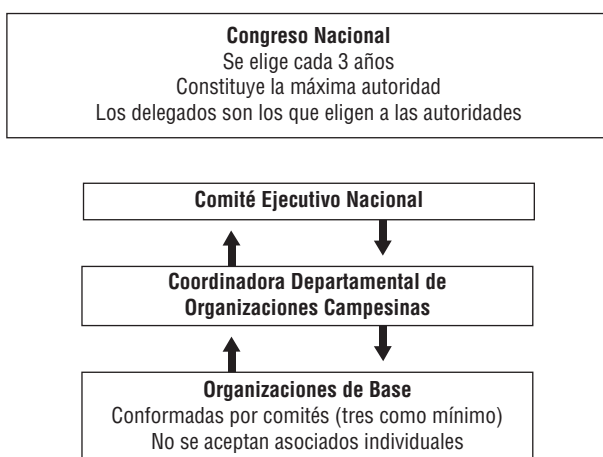 Congreso Nacional
Se elige cada 3 años
Constituye la máxima autoridad
Los delegados son los que eligen a las autoridades
Comité Ejecutivo Nacional
Coordinadora Departamental de
Organizaciones Campesinas
Organizaciones de Base
Conformadas por comités (tres como mínimo)
No se aceptan asociados individuales